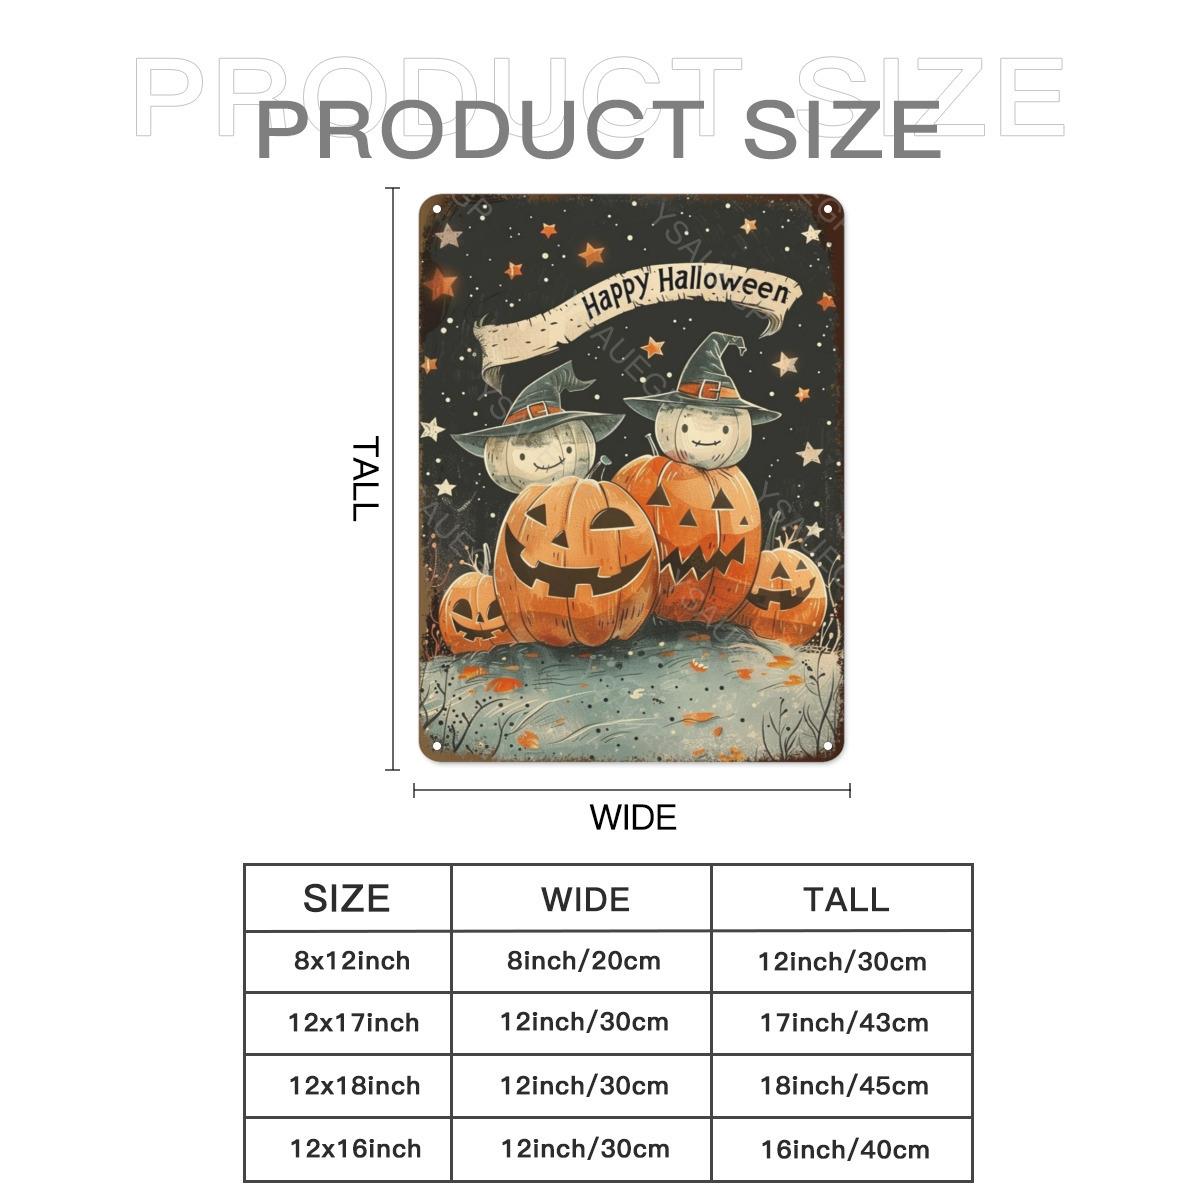 PRODUCT SIZE
PRODUCT SIZE
Happy Halloween
TALL
WIDE
SIZE WIDE TALL
8x12inch 8inch/20cm 12inch/30cm
12x17inch 12inch/30cm 17inch/43cm
12x18inch 12inch/30cm 18inch/45cm
12x16inch 12inch/30cm 16inch/40cm